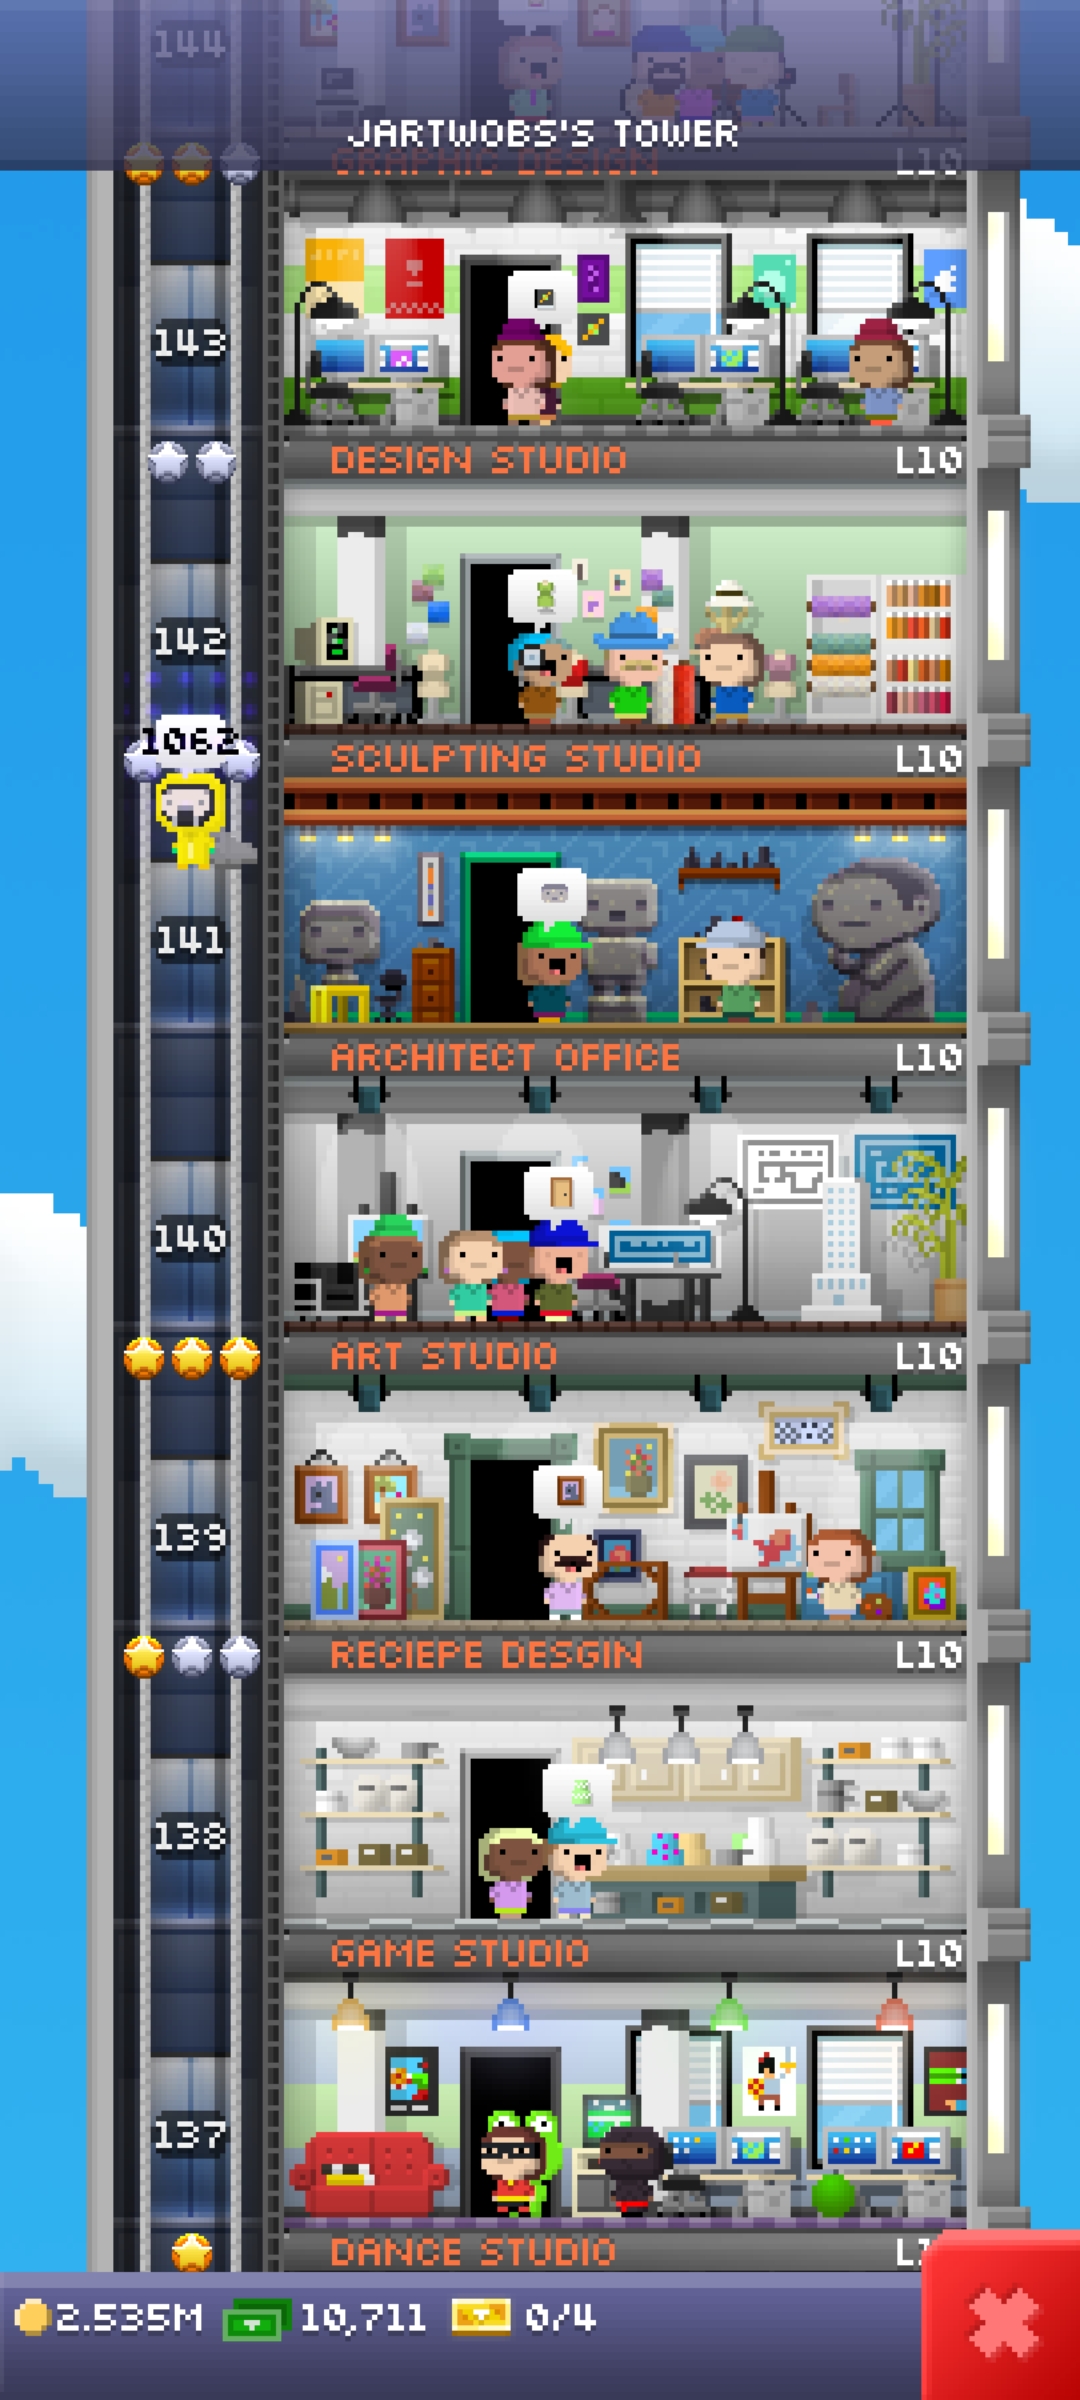 144
JARTWOBS'S TOWER
GRAPHIC DESIGN L10
143
DESIGN STUDIO L10
142
1062
SCULPTING STUDIO L10
141
ARCHITECT OFFICE L10
140
ART STUDIO L10
139
RECIEPE DESGIN L10
138
GAME STUDIO L10
137
DANCE STUDIO
2.535M 10,711 0/4